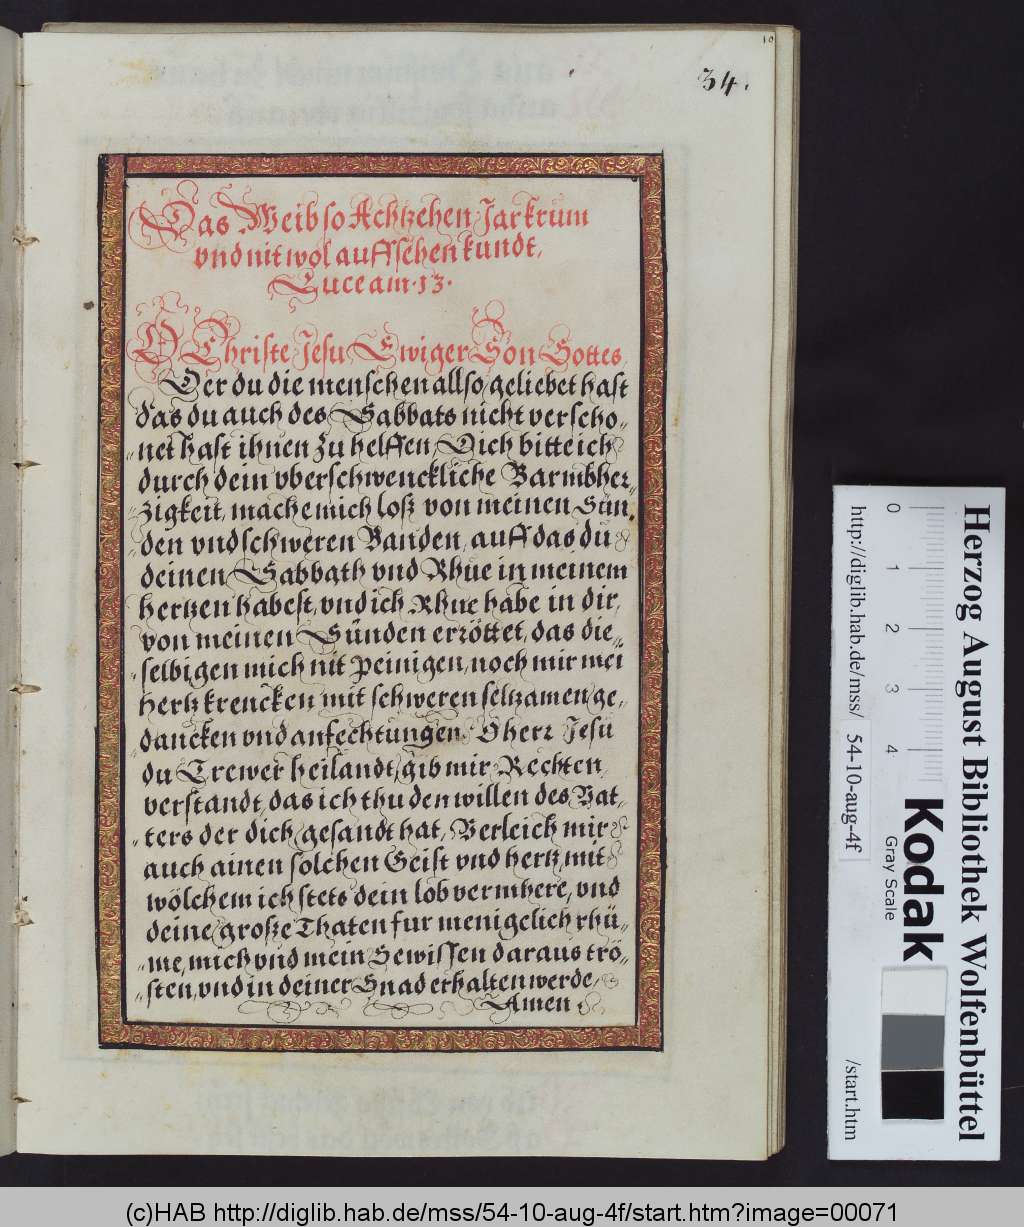 10
34.
Das Weib so Achtzehen Jar krum
vnd nit wol auffsehen kundt,
Luce am · 13 ·
O Christe Jesu Ewiger Son Gottes
Der du die menschen allso geliebet hast
das du auch des Sabbats nicht verscho„
„net hast ihnen zu helffen, Dich bitte ich
durch dein vberschwenckliche Barmbher„
„zigkeit, mache mich loß von meinen Sün„
„den vnd schweren Banden, auff das du
deinen Sabbath vnd Rhue in meinem
hertzen habest, vnd ich Rhue habe in dir,
von meinen Sünden erröttet, das die„
„selbigen mich nit peinigen, noch mir mei
hertz krencken mit schweren seltzamen ge„
„dancken vnd anfechtungen. O herr Jesu
du Trewer heilandt, gib mir Rechten
verstandt, das ich thu den willen des Vat„
„ters der dich gesandt hat, Verleich mir
auch ainen solchen Geist vnd hertz, mit
wölchem ich stets dein lob vermhere, vnd
deine große Thaten fur menigelich rhü„
„me, mich vnd mein Gewissen daraus trö„
„sten, vnd in deiner Gnad erhalten werde,
Amen
Herzog August Bibliothek Wolfenbüttel
http://diglib.hab.de/mss/ 54-10-aug-4f /start.htm
0 1 2 3 4
Kodak
Gray Scale
(c)HAB http://diglib.hab.de/mss/54-10-aug-4f/start.htm?image=00071